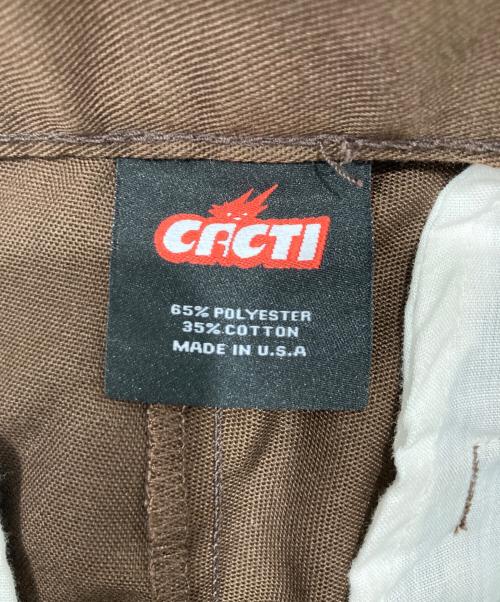 CACTI
65% POLYESTER
35% COTTON
MADE IN U.S.A